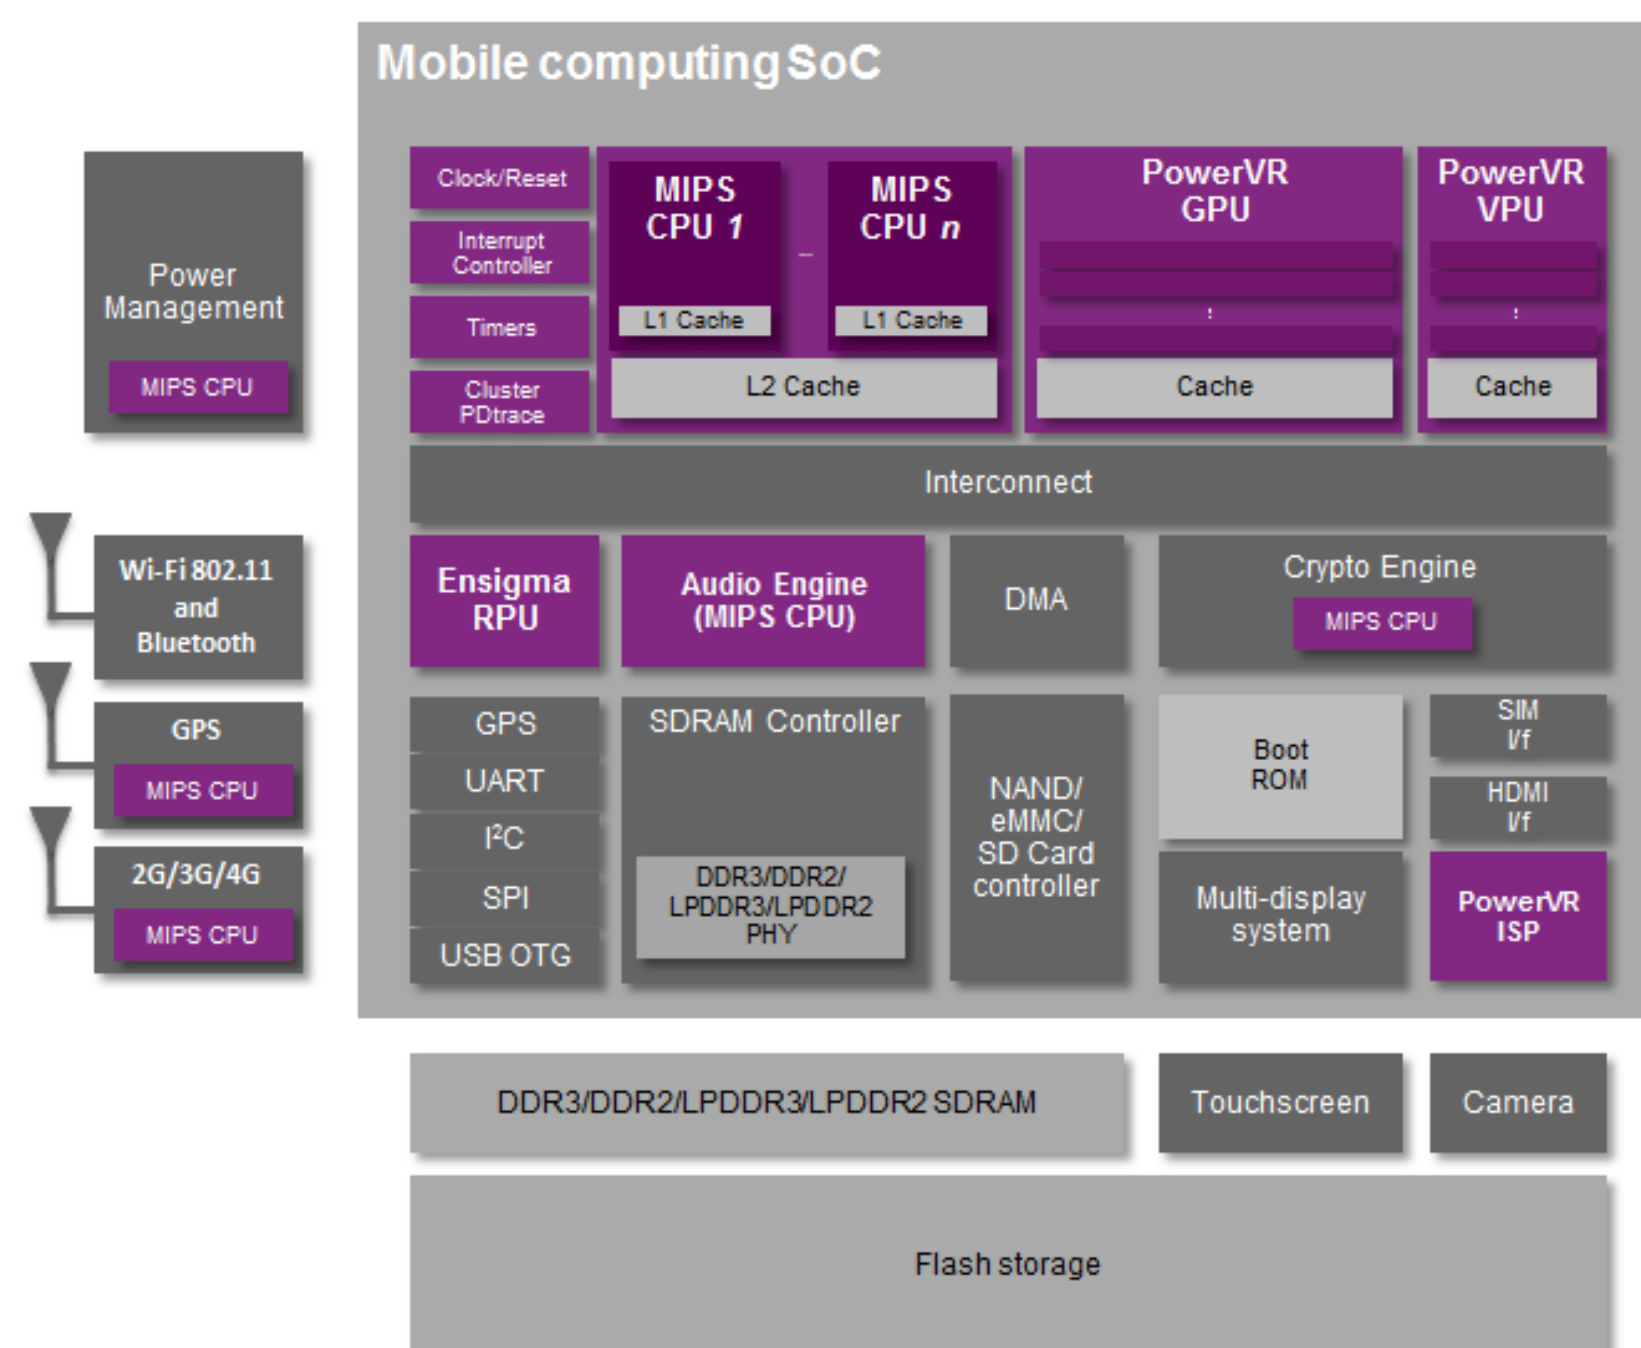 Mobile computing SoC
Power
Management
MIPS CPU
Wi-Fi 802.11
and
Bluetooth
GPS
MIPS CPU
2G/3G/4G
MIPS CPU
Clock/Reset
Interrupt
Controller
Timers
Cluster
PDtrace
MIPS
CPU 1
L1 Cache
...
MIPS
CPU n
L1 Cache
L2 Cache
PowerVR
GPU
Cache
PowerVR
VPU
Cache
Interconnect
Ensigma
RPU
Audio Engine
(MIPS CPU)
DMA
Crypto Engine
MIPS CPU
GPS
UART
I²C
SPI
USB OTG
SDRAM Controller
DDR3/DDR2/
LPDDR3/LPDDR2
PHY
NAND/
eMMC/
SD Card
controller
Boot
ROM
SIM
I/f
HDMI
I/f
Multi-display
system
PowerVR
ISP
DDR3/DDR2/LPDDR3/LPDDR2 SDRAM
Touchscreen
Camera
Flash storage